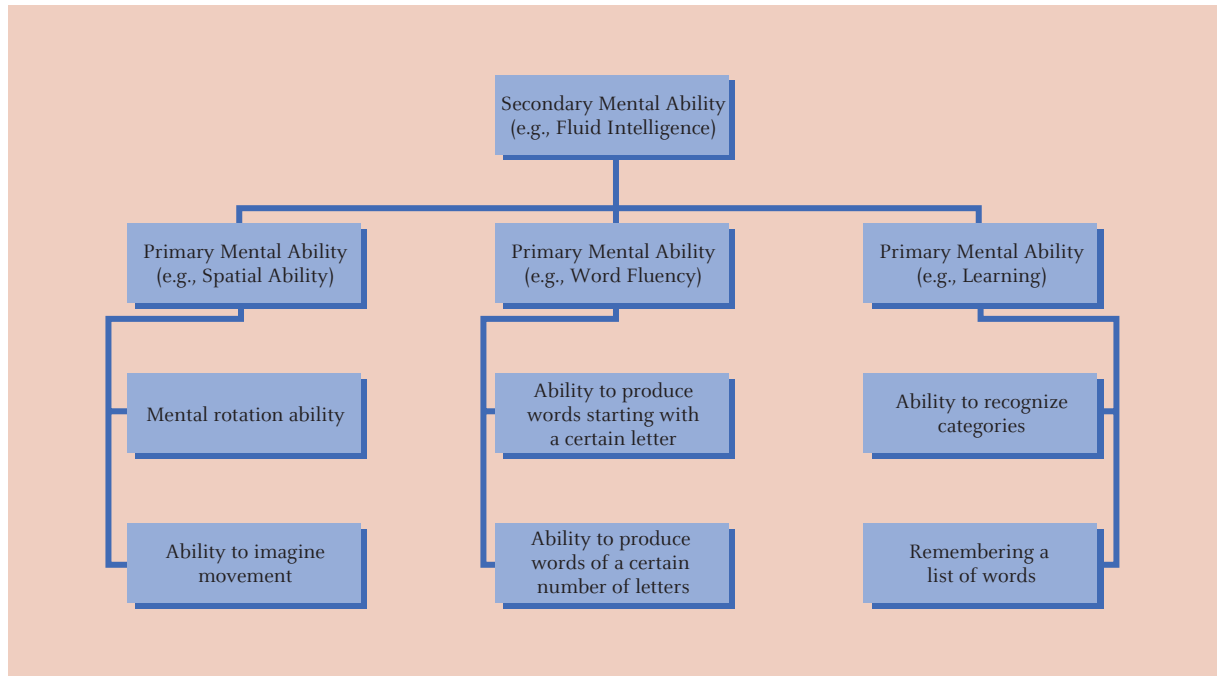 Secondary Mental Ability
(e.g., Fluid Intelligence)
Primary Mental Ability
(e.g., Spatial Ability)
Primary Mental Ability
(e.g., Word Fluency)
Primary Mental Ability
(e.g., Learning)
Mental rotation ability
Ability to produce
words starting with
a certain letter
Ability to recognize
categories
Ability to imagine
movement
Ability to produce
words of a certain
number of letters
Remembering a
list of words